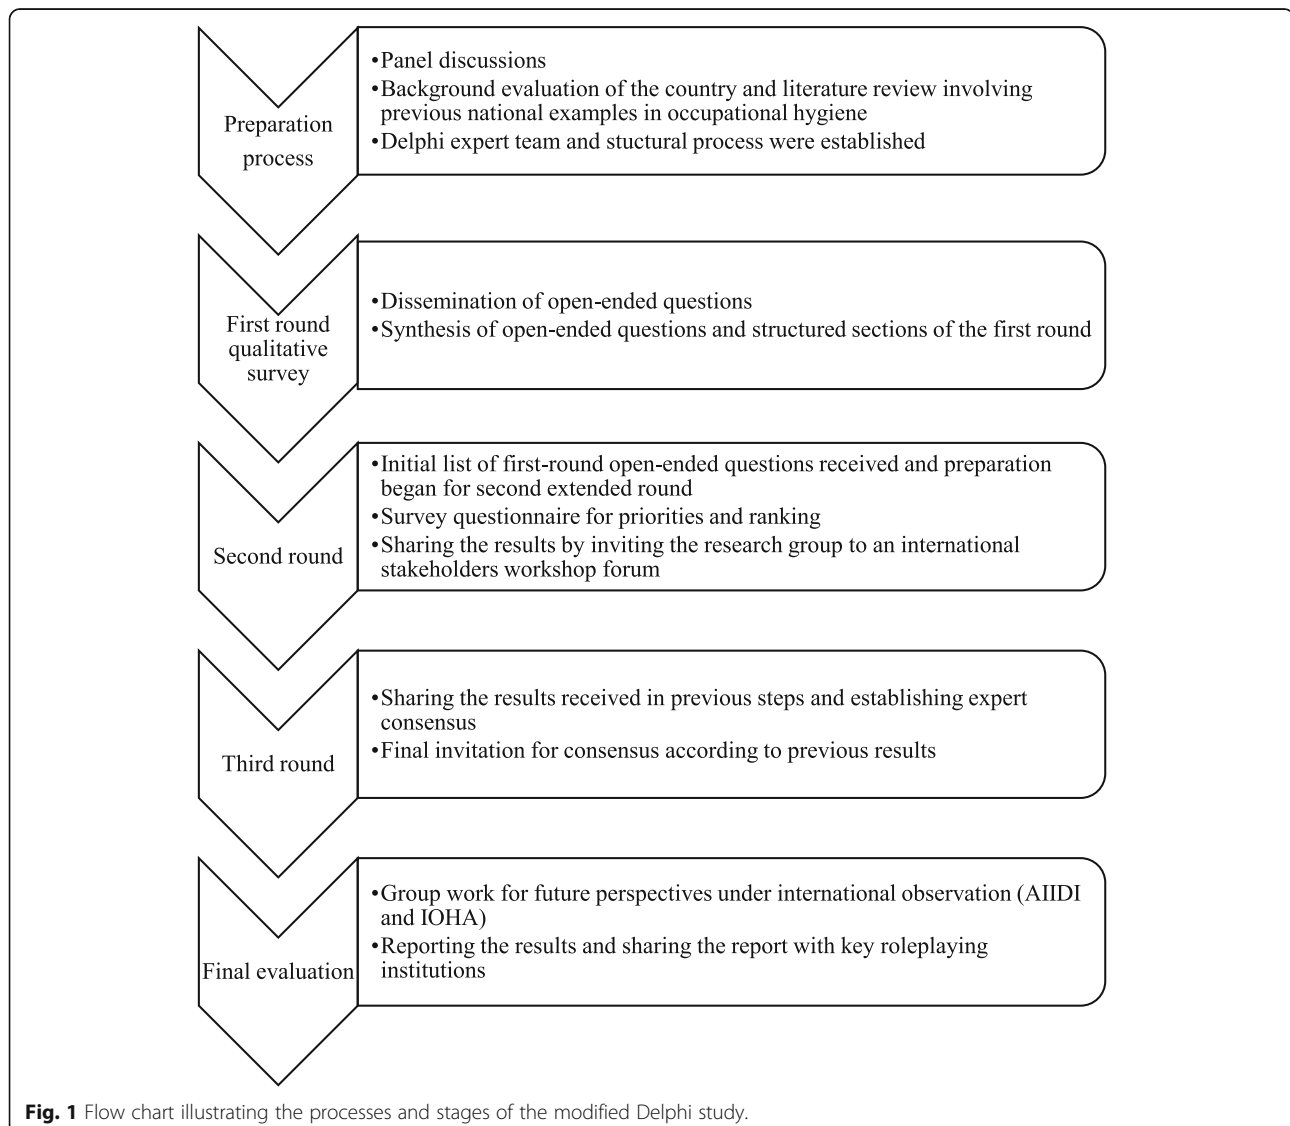 Preparation
process
•Panel discussions
•Background evaluation of the country and literature review involving
previous national examples in occupational hygiene
•Delphi expert team and stuctural process were established
First round
qualitative
survey
•Dissemination of open-ended questions
•Synthesis of open-ended questions and structured sections of the first round
Second round
•Initial list of first-round open-ended questions received and preparation
began for second extended round
•Survey questionnaire for priorities and ranking
•Sharing the results by inviting the research group to an international
stakeholders workshop forum
Third round
•Sharing the results received in previous steps and establishing expert
consensus
•Final invitation for consensus according to previous results
Final evaluation
•Group work for future perspectives under international observation (AIIDI
and IOHA)
•Reporting the results and sharing the report with key roleplaying
institutions
Fig. 1 Flow chart illustrating the processes and stages of the modified Delphi study.